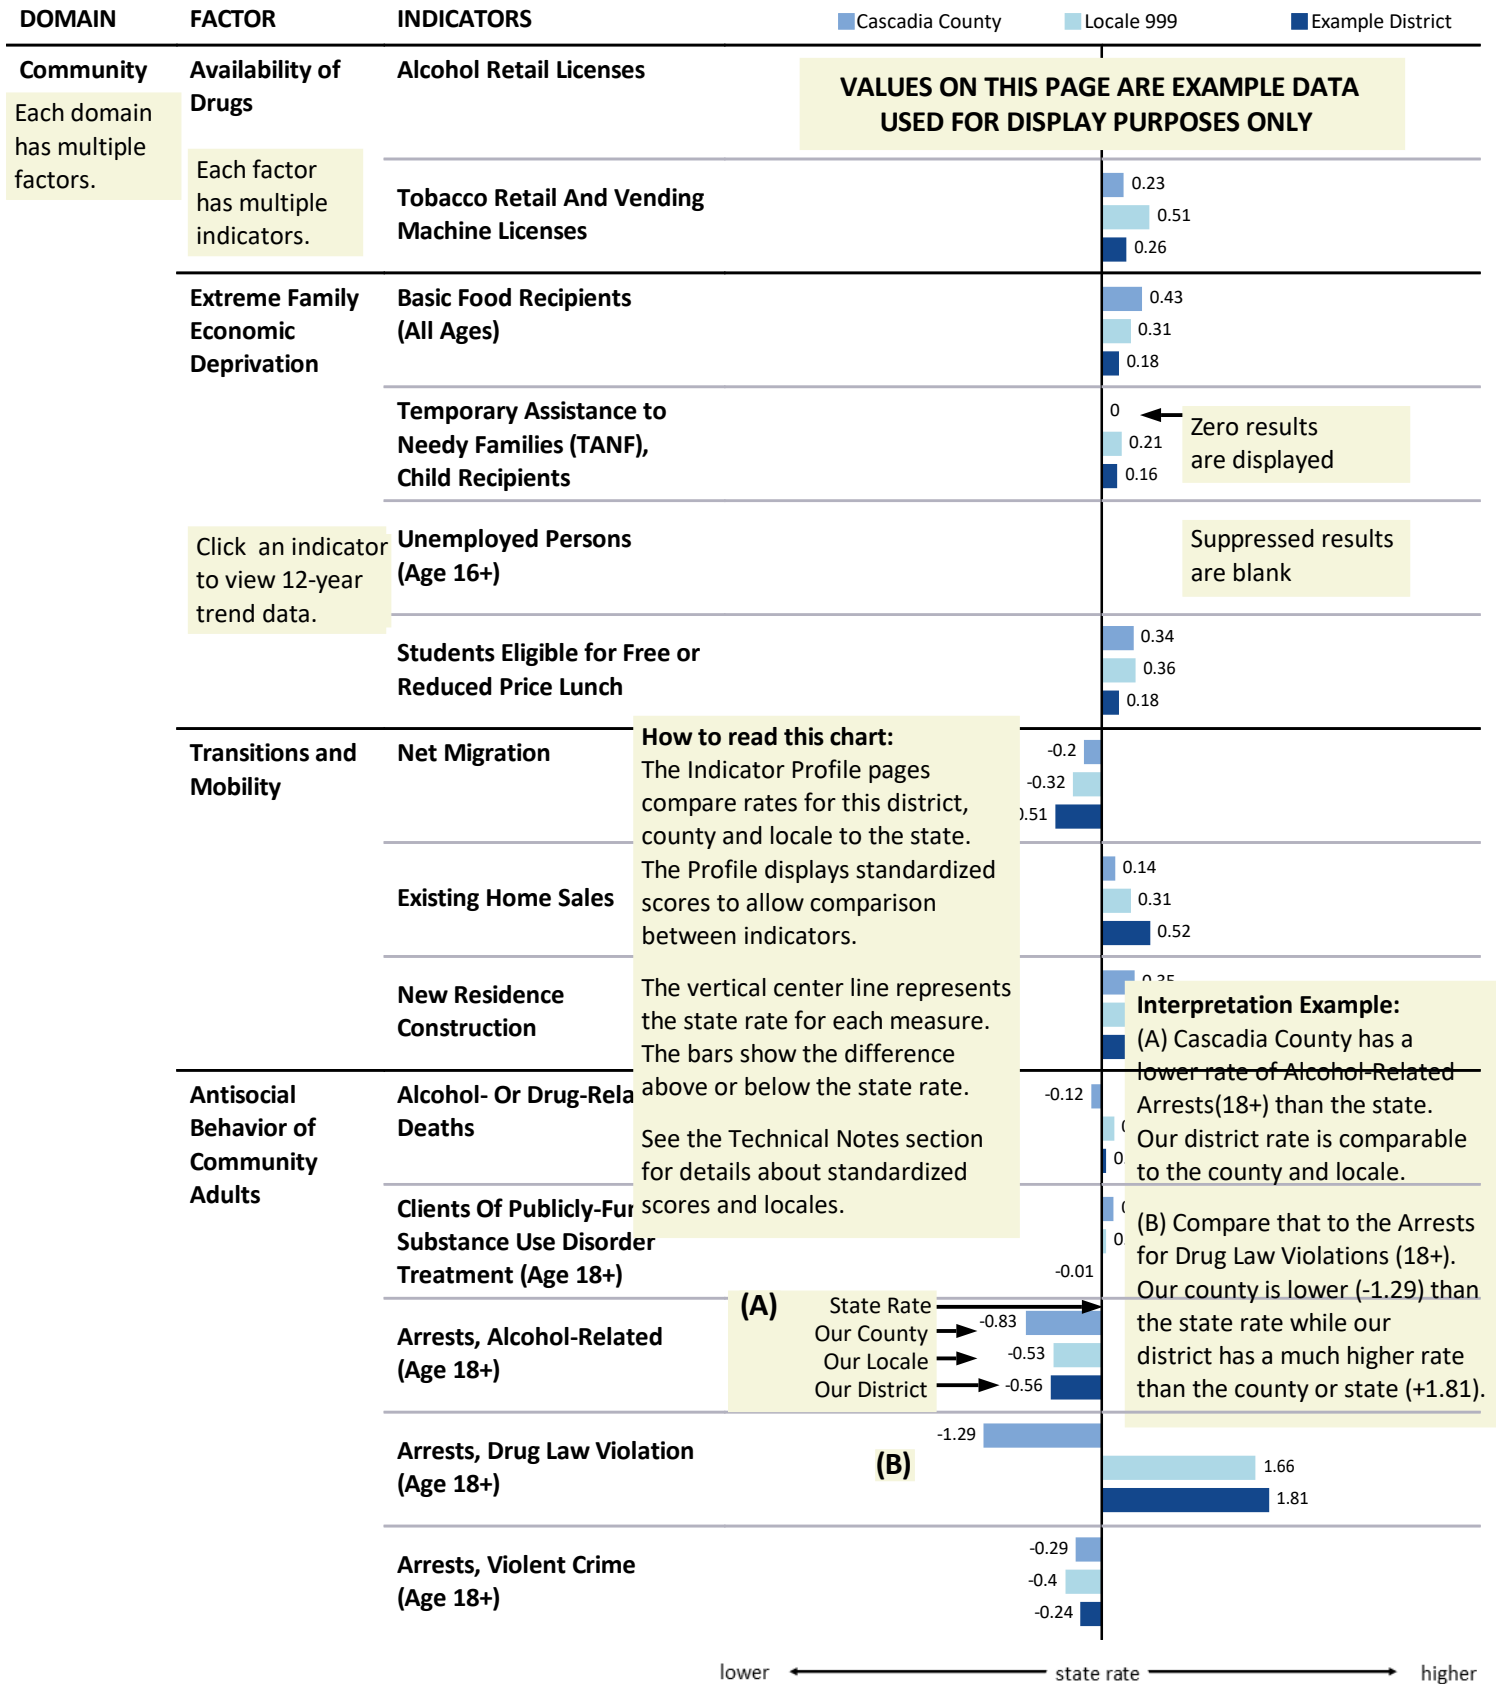 DOMAIN FACTOR INDICATORS Cascadia County Locale 999 Example District
Community
Each domain
has multiple
factors.
Availability of
Drugs
Each factor
has multiple
indicators.
Alcohol Retail Licenses
VALUES ON THIS PAGE ARE EXAMPLE DATA
USED FOR DISPLAY PURPOSES ONLY
Tobacco Retail And Vending
Machine Licenses
0.23
0.51
0.26
Extreme Family
Economic
Deprivation
Basic Food Recipients
(All Ages)
0.43
0.31
0.18
Temporary Assistance to
Needy Families (TANF),
Child Recipients
0
0.21
0.16
Zero results
are displayed
Click an indicator
to view 12-year
trend data.
Unemployed Persons
(Age 16+)
Suppressed results
are blank
Students Eligible for Free or
Reduced Price Lunch
0.34
0.36
0.18
Transitions and
Mobility
Net Migration
-0.2
-0.32
.51
How to read this chart:
The Indicator Profile pages
compare rates for this district,
county and locale to the state.
The Profile displays standardized
scores to allow comparison
between indicators.
The vertical center line represents
the state rate for each measure.
The bars show the difference
above or below the state rate.
See the Technical Notes section
for details about standardized
scores and locales.
Existing Home Sales
0.14
0.31
0.52
New Residence
Construction
Interpretation Example:
(A) Cascadia County has a
lower rate of Alcohol-Related
Arrests(18+) than the state.
Our district rate is comparable
to the county and locale.
(B) Compare that to the Arrests
for Drug Law Violations (18+).
Our county is lower (-1.29) than
the state rate while our
district has a much higher rate
than the county or state (+1.81).
Antisocial
Behavior of
Community
Adults
Alcohol- Or Drug-Rela
Deaths
-0.12
Clients Of Publicly-Fu
Substance Use Disorder
Treatment (Age 18+)
-0.01
Arrests, Alcohol-Related
(Age 18+)
(A) State Rate
Our County
Our Locale
Our District
-0.83
-0.53
-0.56
Arrests, Drug Law Violation
(Age 18+)
(B)
-1.29
1.66
1.81
Arrests, Violent Crime
(Age 18+)
-0.29
-0.4
-0.24
lower state rate higher